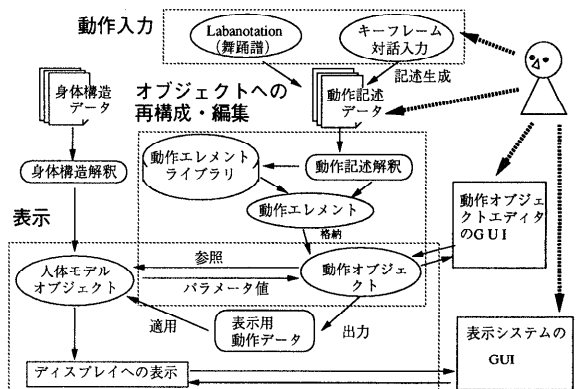 動作入力
Labanotation
(舞踊譜)
キーフレーム
対話入力
記述生成
身体構造
データ
オブジェクトへの
再構成・編集
動作記述
データ
動作エレメント
ライブラリ
動作記述解釈
身体構造解釈
動作エレメント
格納
動作オブジェ
クトエディタ
のGUI
表示
人体モデル
オブジェクト
参照
パラメータ値
動作オブジェ
クト
適用
表示用
動作データ
出力
表示システムの
GUI
ディスプレイへの表示